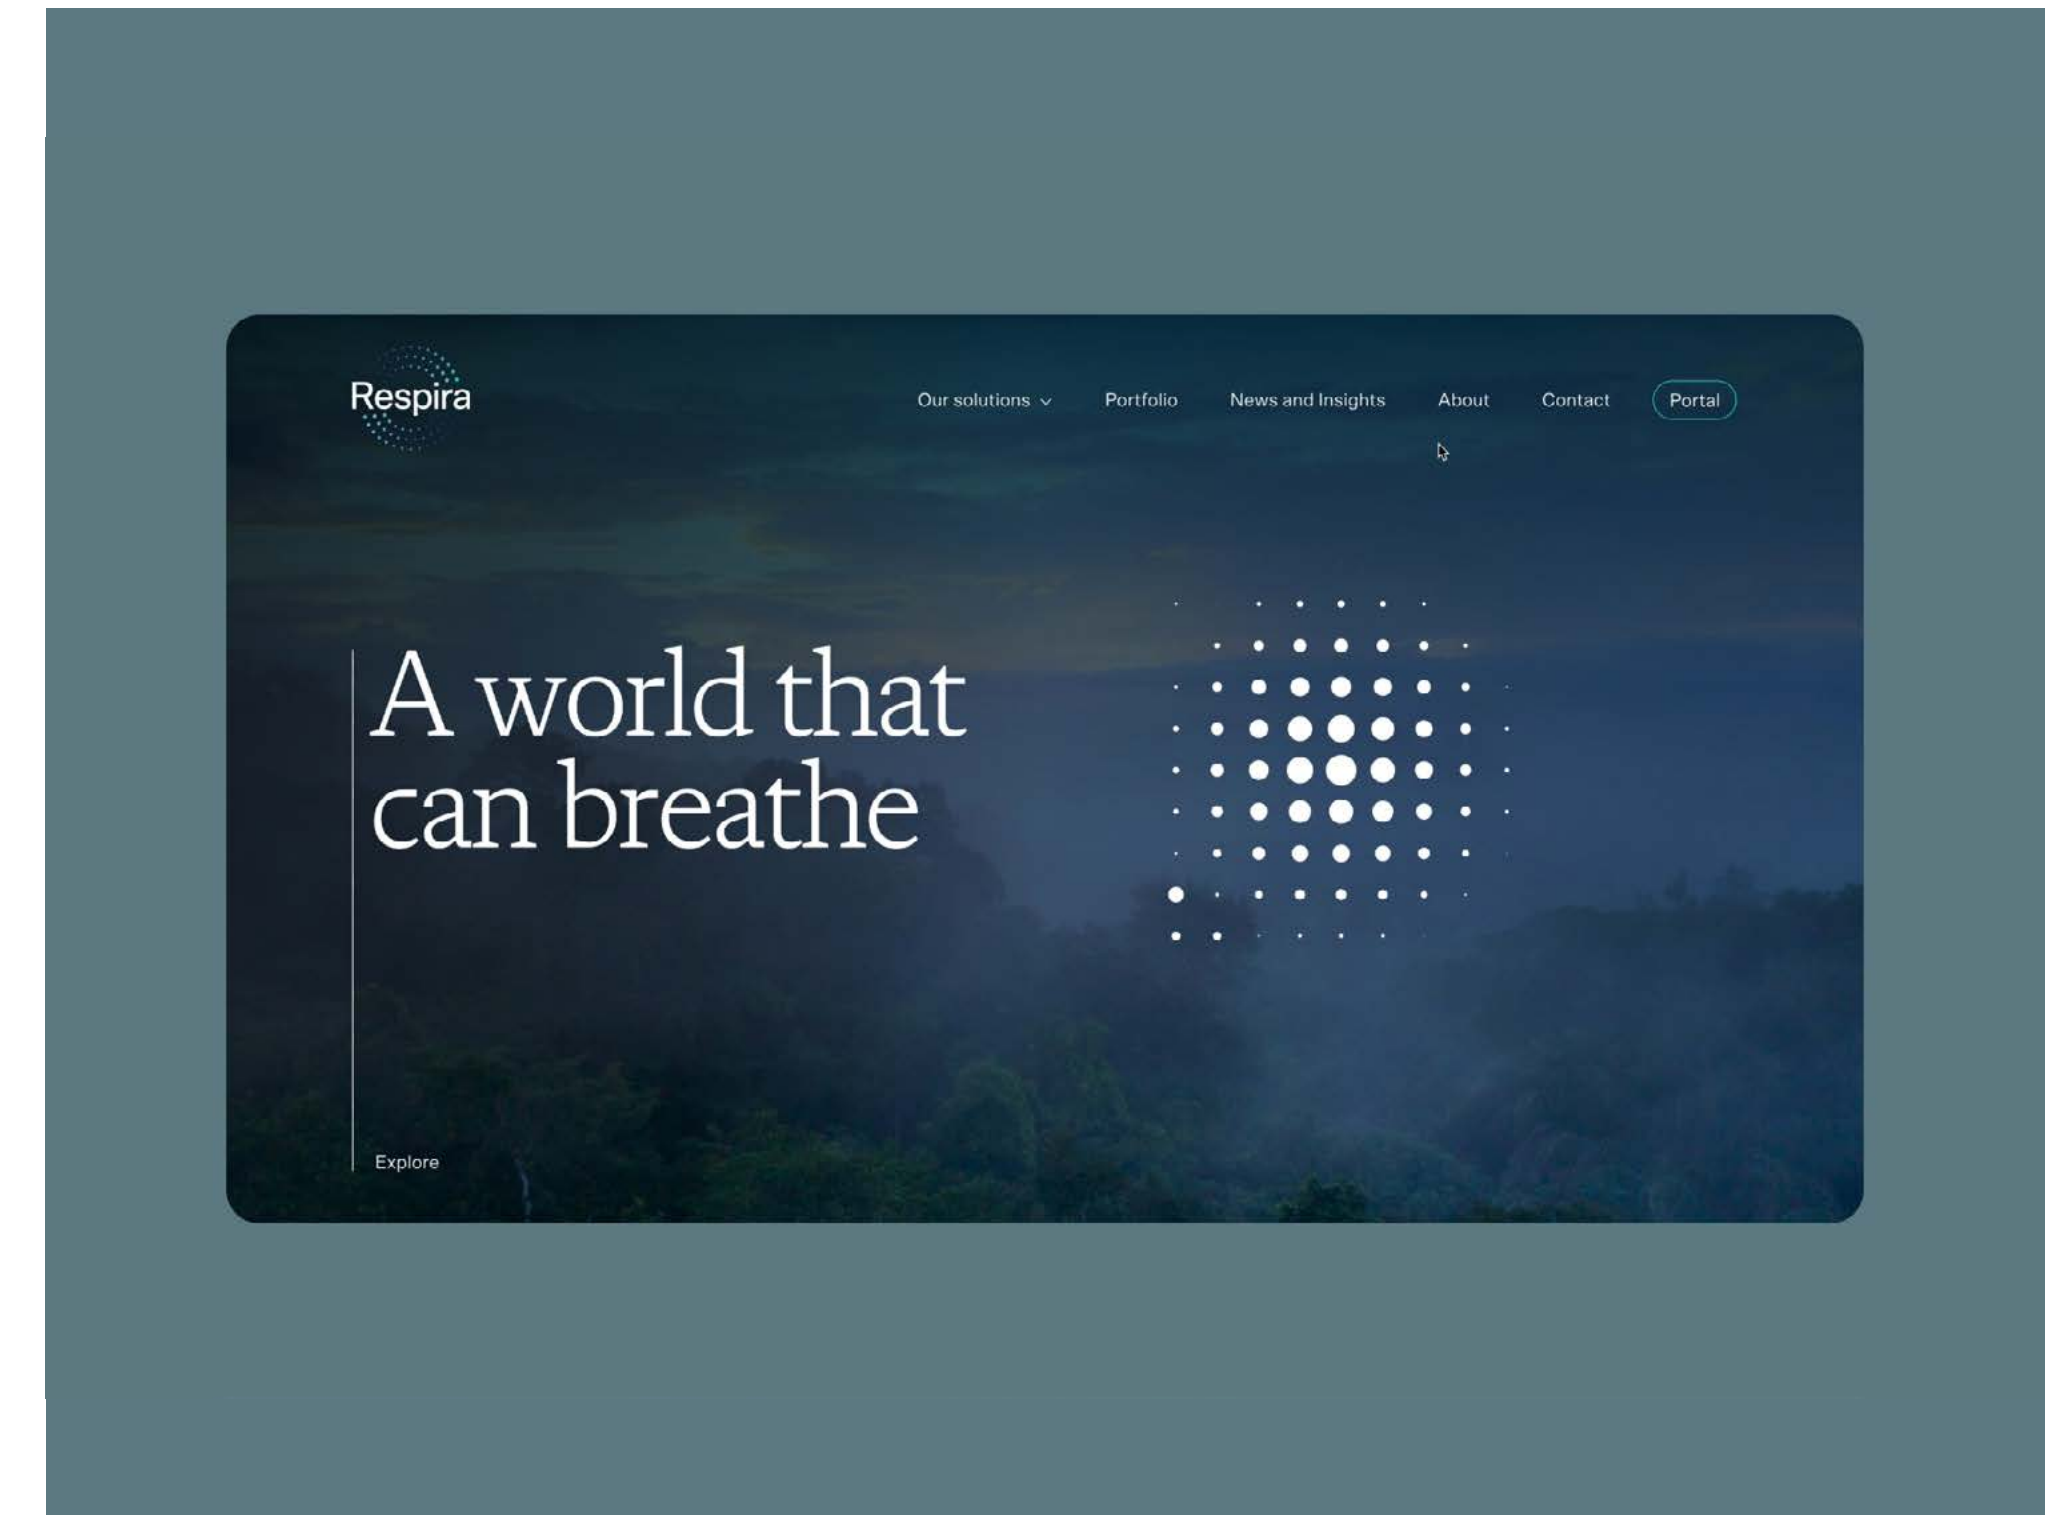 Respira
Our solutions
Portfolio
News and Insights
About
Contact
Portal
A world that
can breathe
Explore